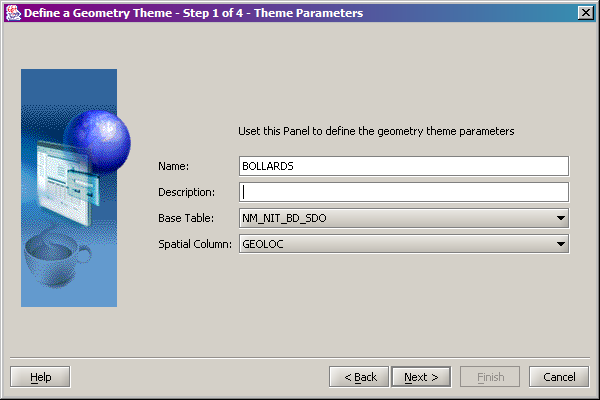 Define a Geometry Theme - Step 1 of 4 - Theme Parameters
Uset this Panel to define the geometry theme parameters
Name: BOLLARDS
Description:
Base Table: NM_NIT_BD_SDO
Spatial Column: GEOLOC
Help < Back Next > Finish Cancel